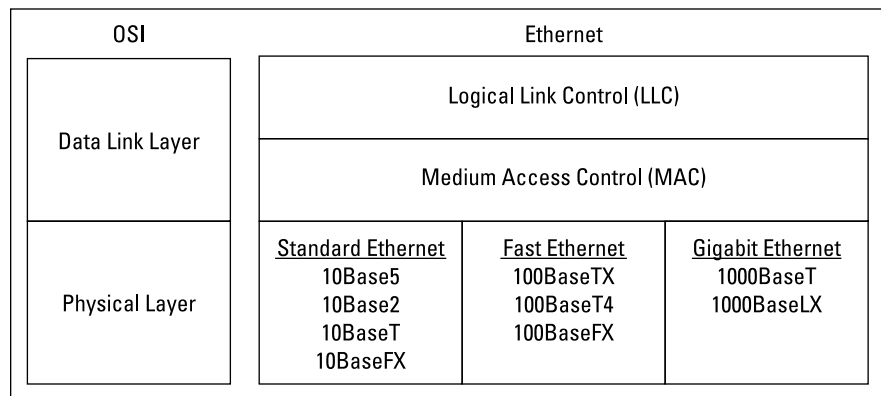 OSI
Ethernet
Data Link Layer
Logical Link Control (LLC)
Medium Access Control (MAC)
Physical Layer
Standard Ethernet
10Base5
10Base2
10BaseT
10BaseFX
Fast Ethernet
100BaseTX
100BaseT4
100BaseFX
Gigabit Ethernet
1000BaseT
1000BaseLX